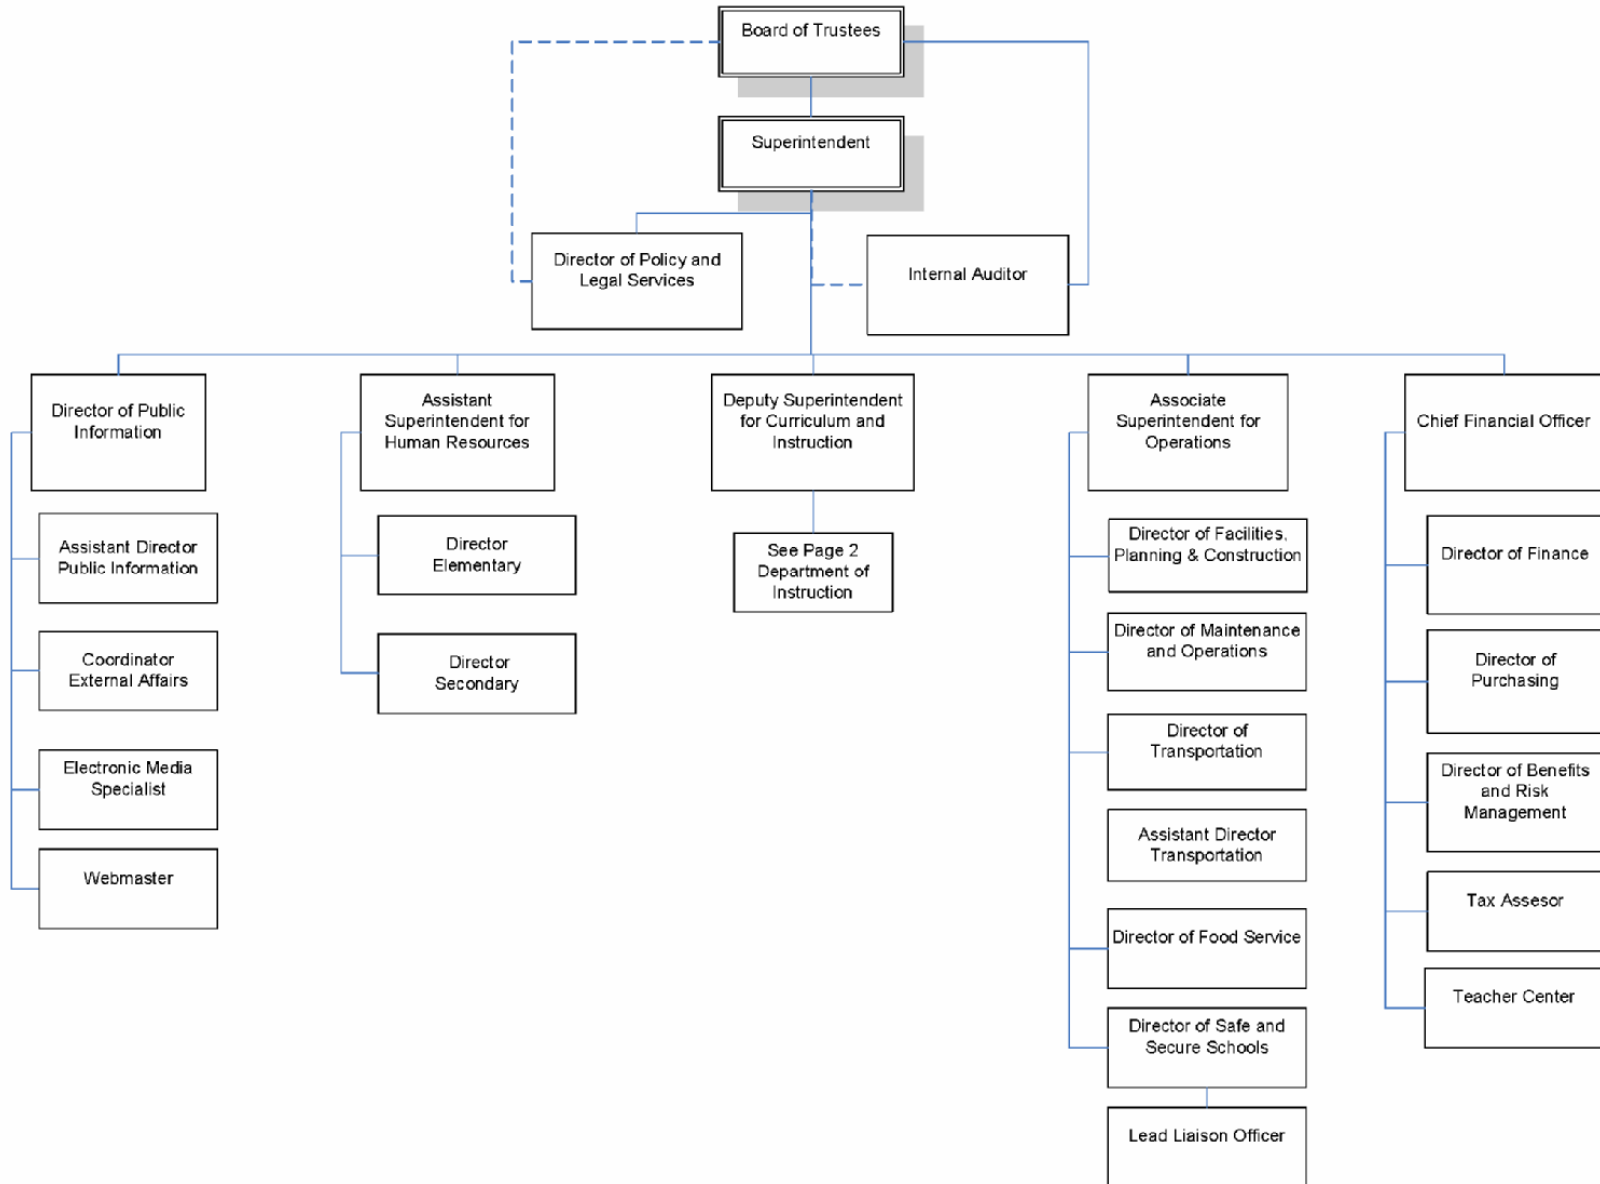 Board of Trustees
Superintendent
Director of Policy and
Legal Services
Internal Auditor
Director of Public
Information
Assistant
Superintendent for
Human Resources
Deputy Superintendent
for Curriculum and
Instruction
Associate
Superintendent for
Operations
Chief Financial Officer
Assistant Director
Public Information
Coordinator
External Affairs
Electronic Media
Specialist
Webmaster
Director
Elementary
Director
Secondary
See Page 2
Department of
Instruction
Director of Facilities,
Planning & Construction
Director of Maintenance
and Operations
Director of
Transportation
Assistant Director
Transportation
Director of Food Service
Director of Safe and
Secure Schools
Lead Liaison Officer
Director of Finance
Director of
Purchasing
Director of Benefits
and Risk
Management
Tax Assesor
Teacher Center